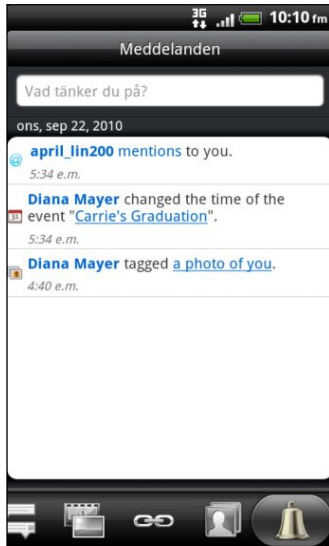 3G 10:10 fm
Meddelanden
Vad tänker du på?
ons, sep 22, 2010
april_lin200 mentions to you.
5:34 e.m.
Diana Mayer changed the time of the
event "Carrie's Graduation".
5:34 e.m.
Diana Mayer tagged a photo of you.
4:40 e.m.